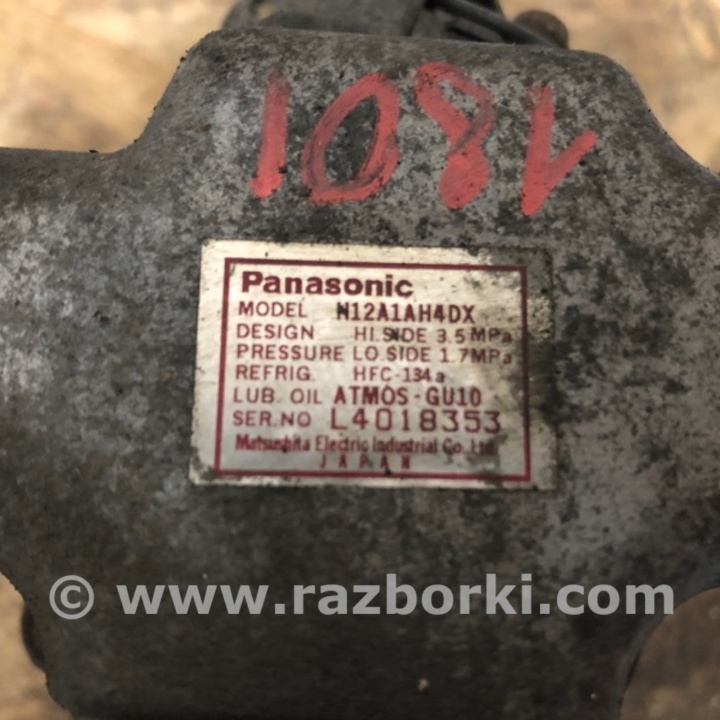 1801
Panasonic
MODEL N12A1AH4DX
DESIGN HI.SIDE 3.5MPa
PRESSURE LO.SIDE 1.7MPa
REFRIG. HFC-134a
LUB. OIL ATMOS-GU10
SER.NO L4018353
Matsushita Electric Industrial Co.,Ltd.
JAPAN
© www.razborki.com